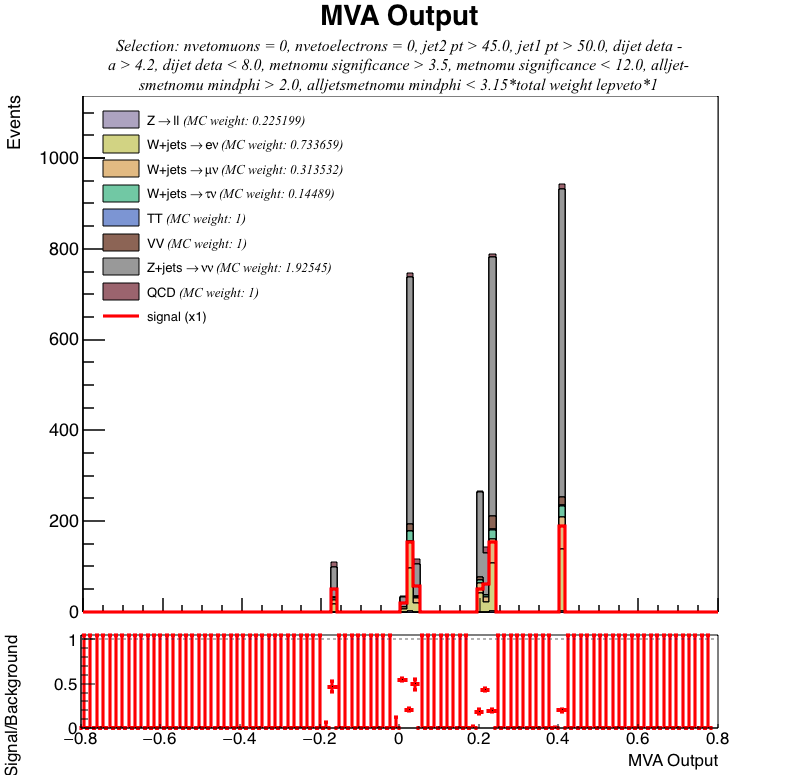 MVA Output
Selection: nvetomuons = 0, nvetoelectrons = 0, jet2 pt > 45.0, jet1 pt > 50.0, dijet deta -
a > 4.2, dijet deta < 8.0, metnomu significance > 3.5, metnomu significance < 12.0, alljet-
smetnomu mindphi > 2.0, alljetsmetnomu mindphi < 3.15*total weight lepveto*1
Events
Z→ll (MC weight: 0.225199)
W+jets→eν (MC weight: 0.733659)
W+jets→μν (MC weight: 0.313532)
W+jets→τν (MC weight: 0.14489)
TT (MC weight: 1)
VV (MC weight: 1)
Z+jets→νν (MC weight: 1.92545)
QCD (MC weight: 1)
signal (x1)
1000
800
600
400
200
0
Signal/Background
1
0.5
0
−0.8 −0.6 −0.4 −0.2 0 0.2 0.4 0.6 0.8
MVA Output